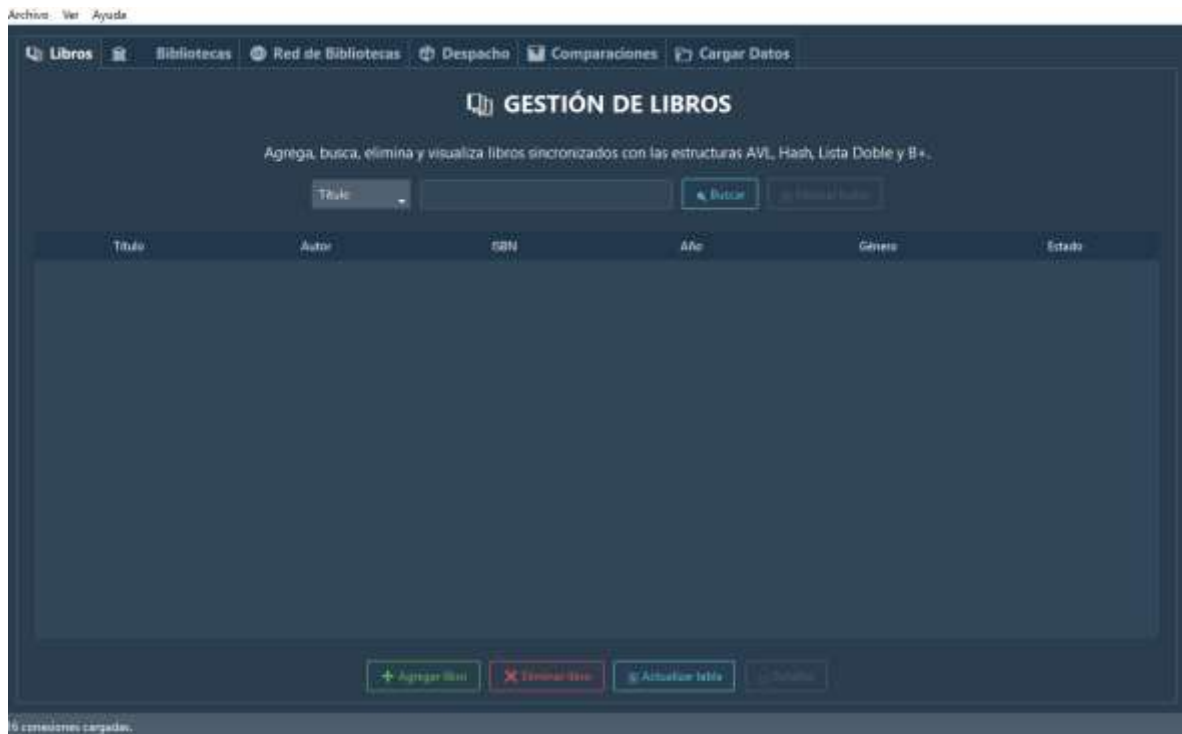 Archivo Ver Ayuda
Libros Bibliotecas Red de Bibliotecas Despacho Comparaciones Cargar Datos
GESTIÓN DE LIBROS
Agrega, busca, elimina y visualiza libros sincronizados con las estructuras AVL, Hash, Lista Doble y B+.
Título Buscar
Título Autor ISBN Año Género Estado
Agregar libro Eliminar libro Actualizar tabla
16 conexiones cargadas.